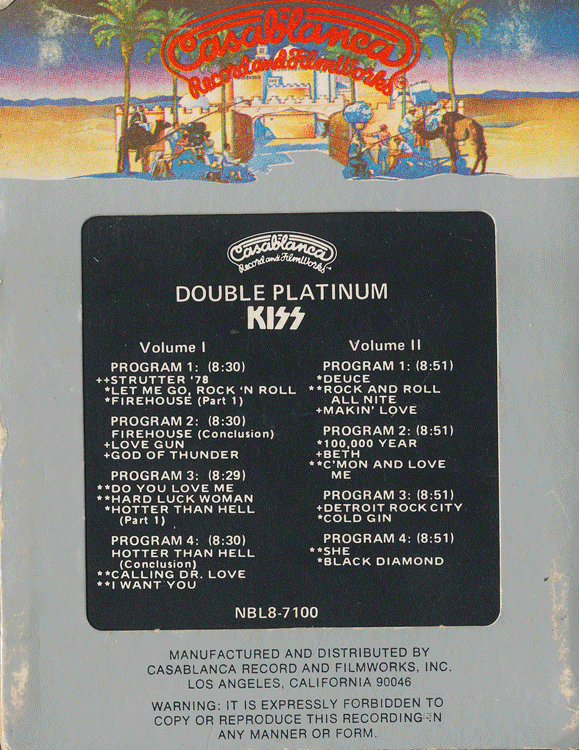 Casablanca
Record and FilmWorks
Casablanca
Record and FilmWorks
DOUBLE PLATINUM
KISS
Volume I
PROGRAM 1: (8:30)
++STRUTTER '78
*LET ME GO, ROCK 'N ROLL
*FIREHOUSE (Part 1)
PROGRAM 2: (8:30)
FIREHOUSE (Conclusion)
+LOVE GUN
+GOD OF THUNDER
PROGRAM 3: (8:29)
**DO YOU LOVE ME
**HARD LUCK WOMAN
*HOTTER THAN HELL
(Part 1)
PROGRAM 4: (8:30)
HOTTER THAN HELL
(Conclusion)
**CALLING DR. LOVE
**I WANT YOU
Volume II
PROGRAM 1: (8:51)
*DEUCE
**ROCK AND ROLL
ALL NITE
+MAKIN' LOVE
PROGRAM 2: (8:51)
*100,000 YEAR
+BETH
**C'MON AND LOVE
ME
PROGRAM 3: (8:51)
+DETROIT ROCK CITY
*COLD GIN
PROGRAM 4: (8:51)
**SHE
*BLACK DIAMOND
NBL8-7100
MANUFACTURED AND DISTRIBUTED BY
CASABLANCA RECORD AND FILMWORKS, INC.
LOS ANGELES, CALIFORNIA 90046
WARNING: IT IS EXPRESSLY FORBIDDEN TO
COPY OR REPRODUCE THIS RECORDING IN
ANY MANNER OR FORM.